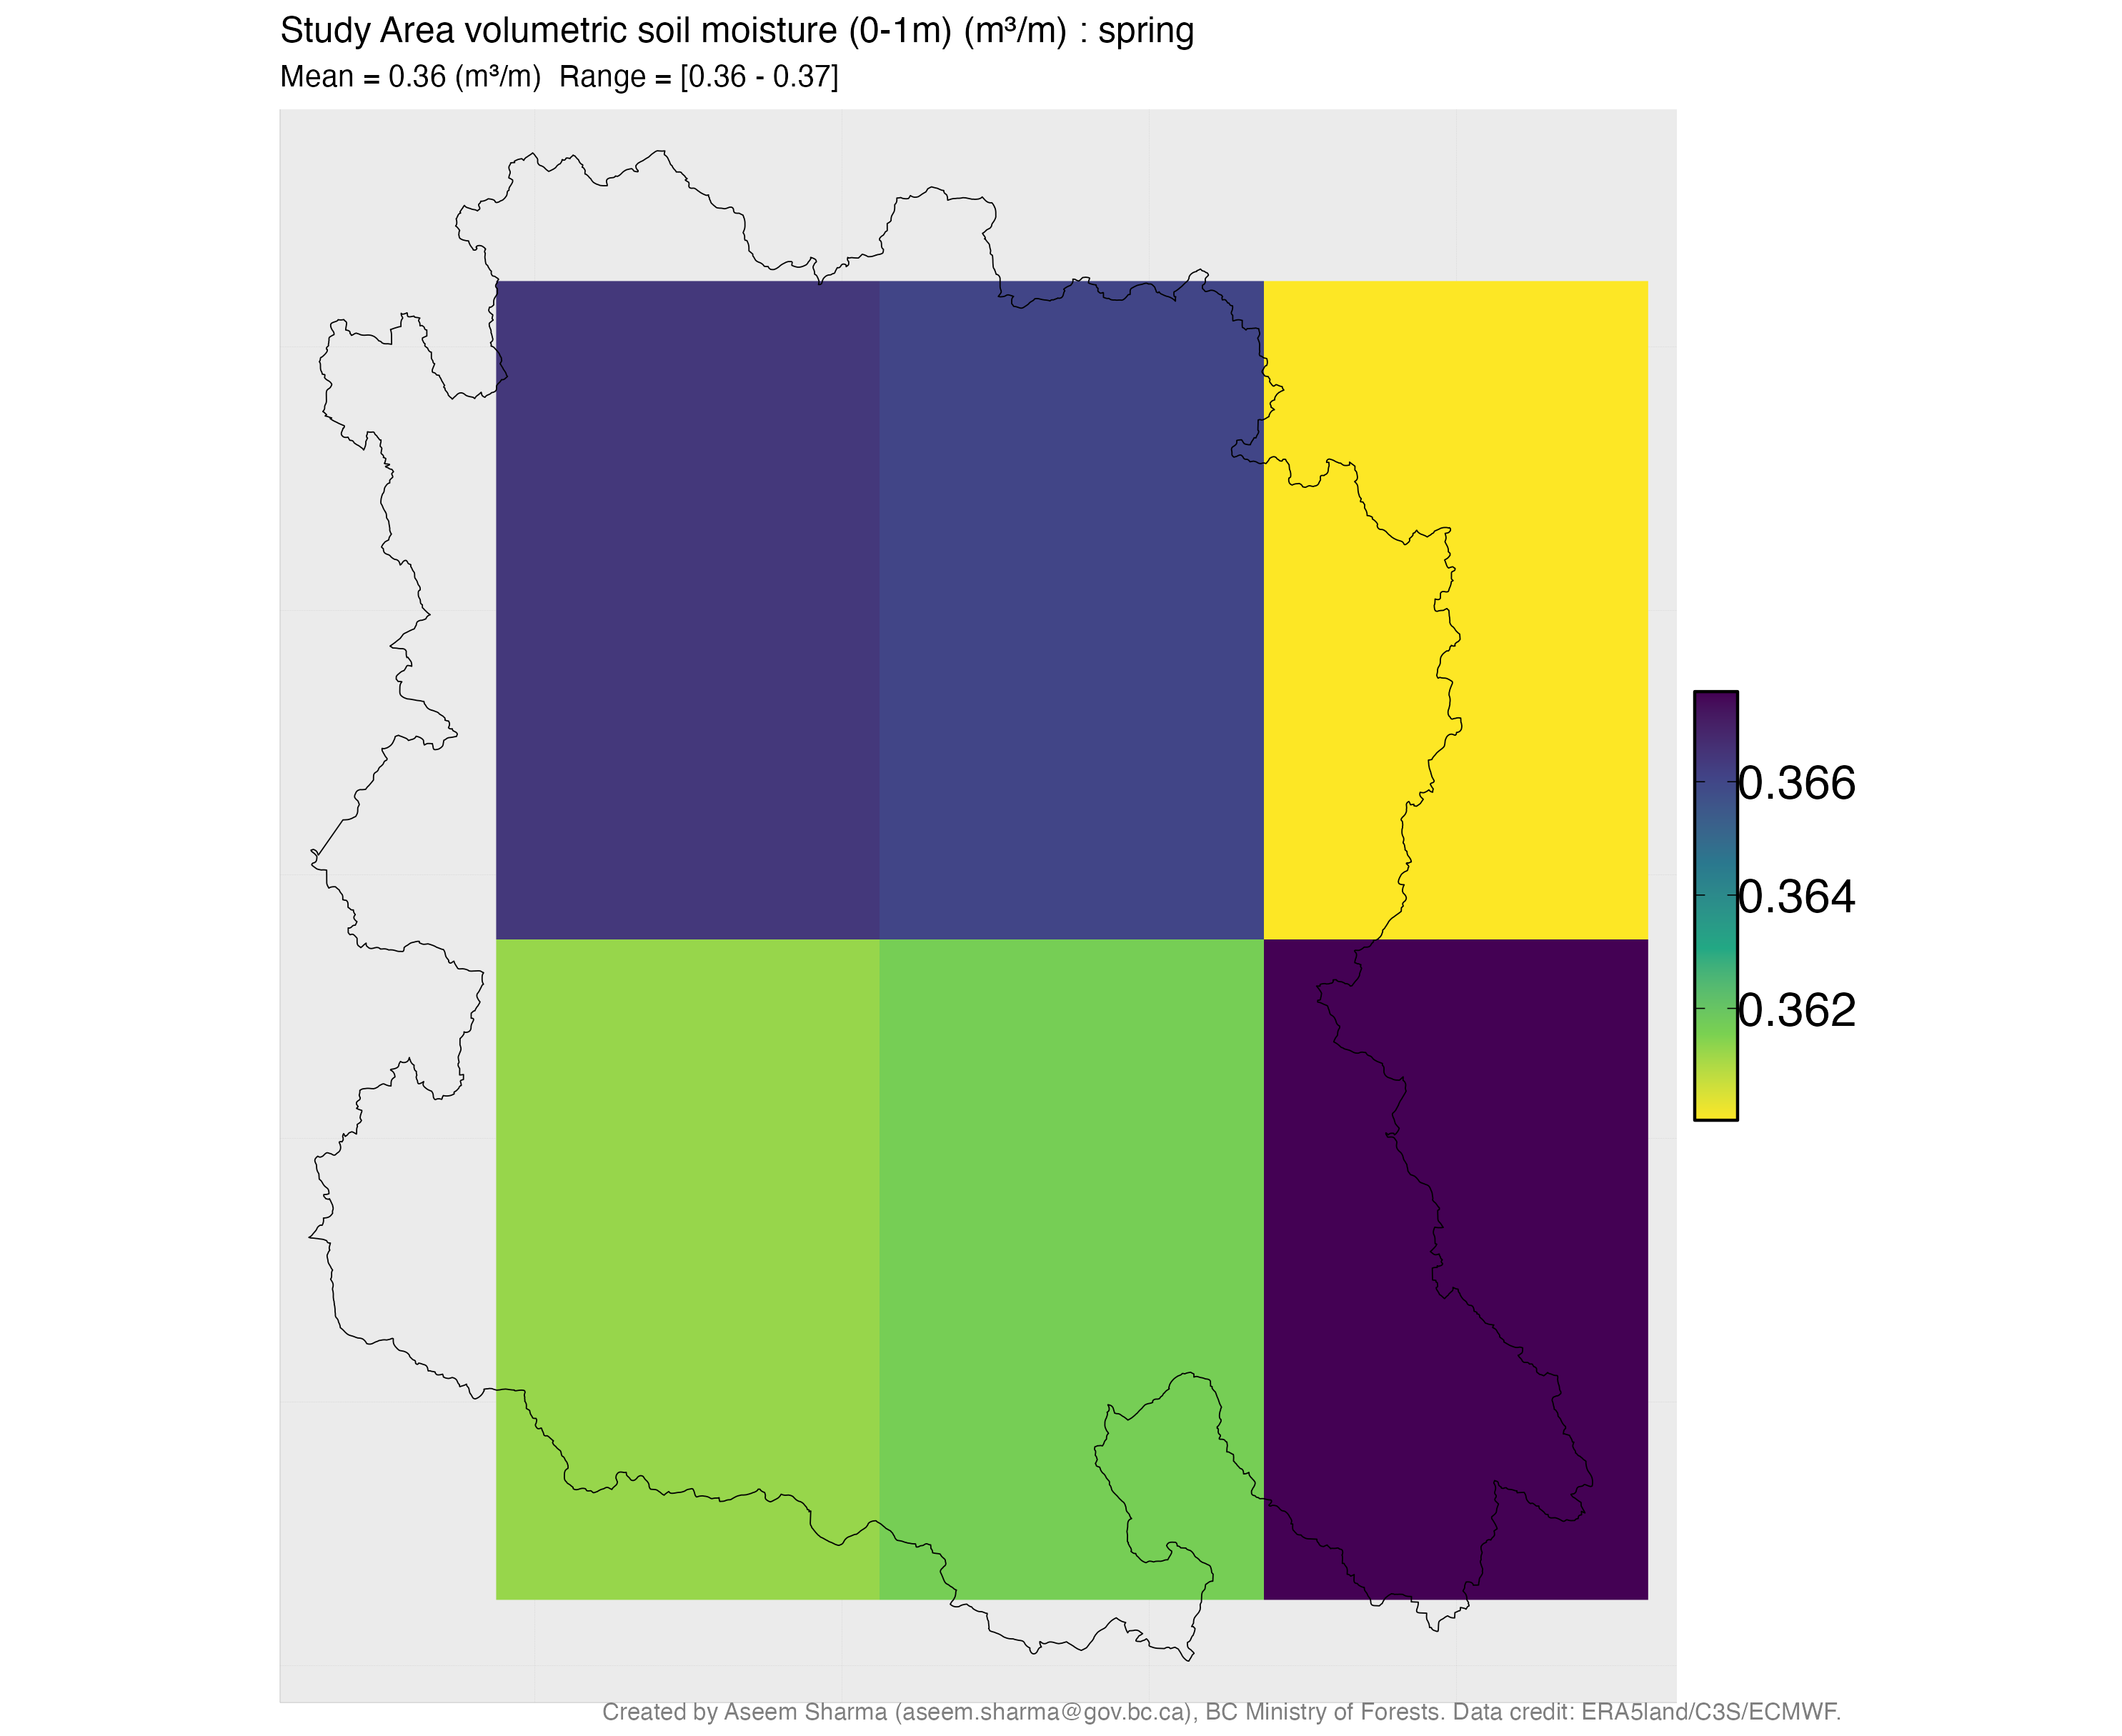 Study Area volumetric soil moisture (0-1m) (m³/m) : spring
Mean = 0.36 (m³/m)  Range = [0.36 - 0.37]
0.366
0.364
0.362
Created by Aseem Sharma (aseem.sharma@gov.bc.ca), BC Ministry of Forests. Data credit: ERA5land/C3S/ECMWF.